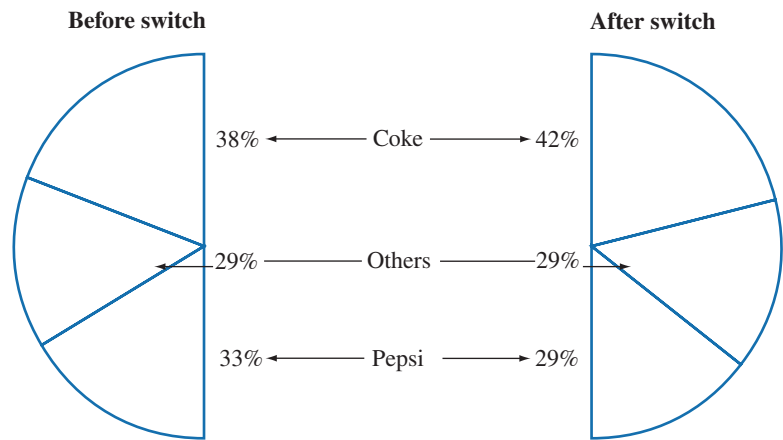 Before switch After switch
38% Coke 42%
29% Others 29%
33% Pepsi 29%